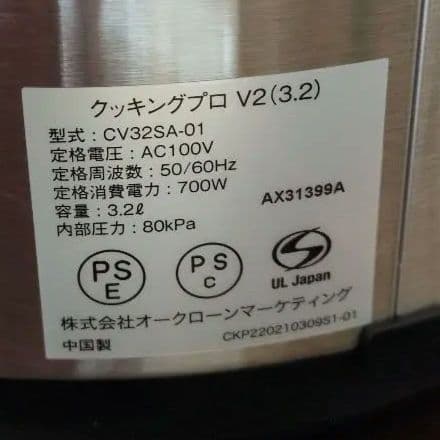 クッキングプロ V2(3.2)
型式：CV32SA-01
定格電圧：AC100V
定格周波数：50/60Hz
定格消費電力：700W
容量：3.2ℓ
内部圧力：80kPa
AX31399A
PS
E
PS
C
S
UL Japan
株式会社オークローンマーケティング
中国製
CKP220210309S1-01